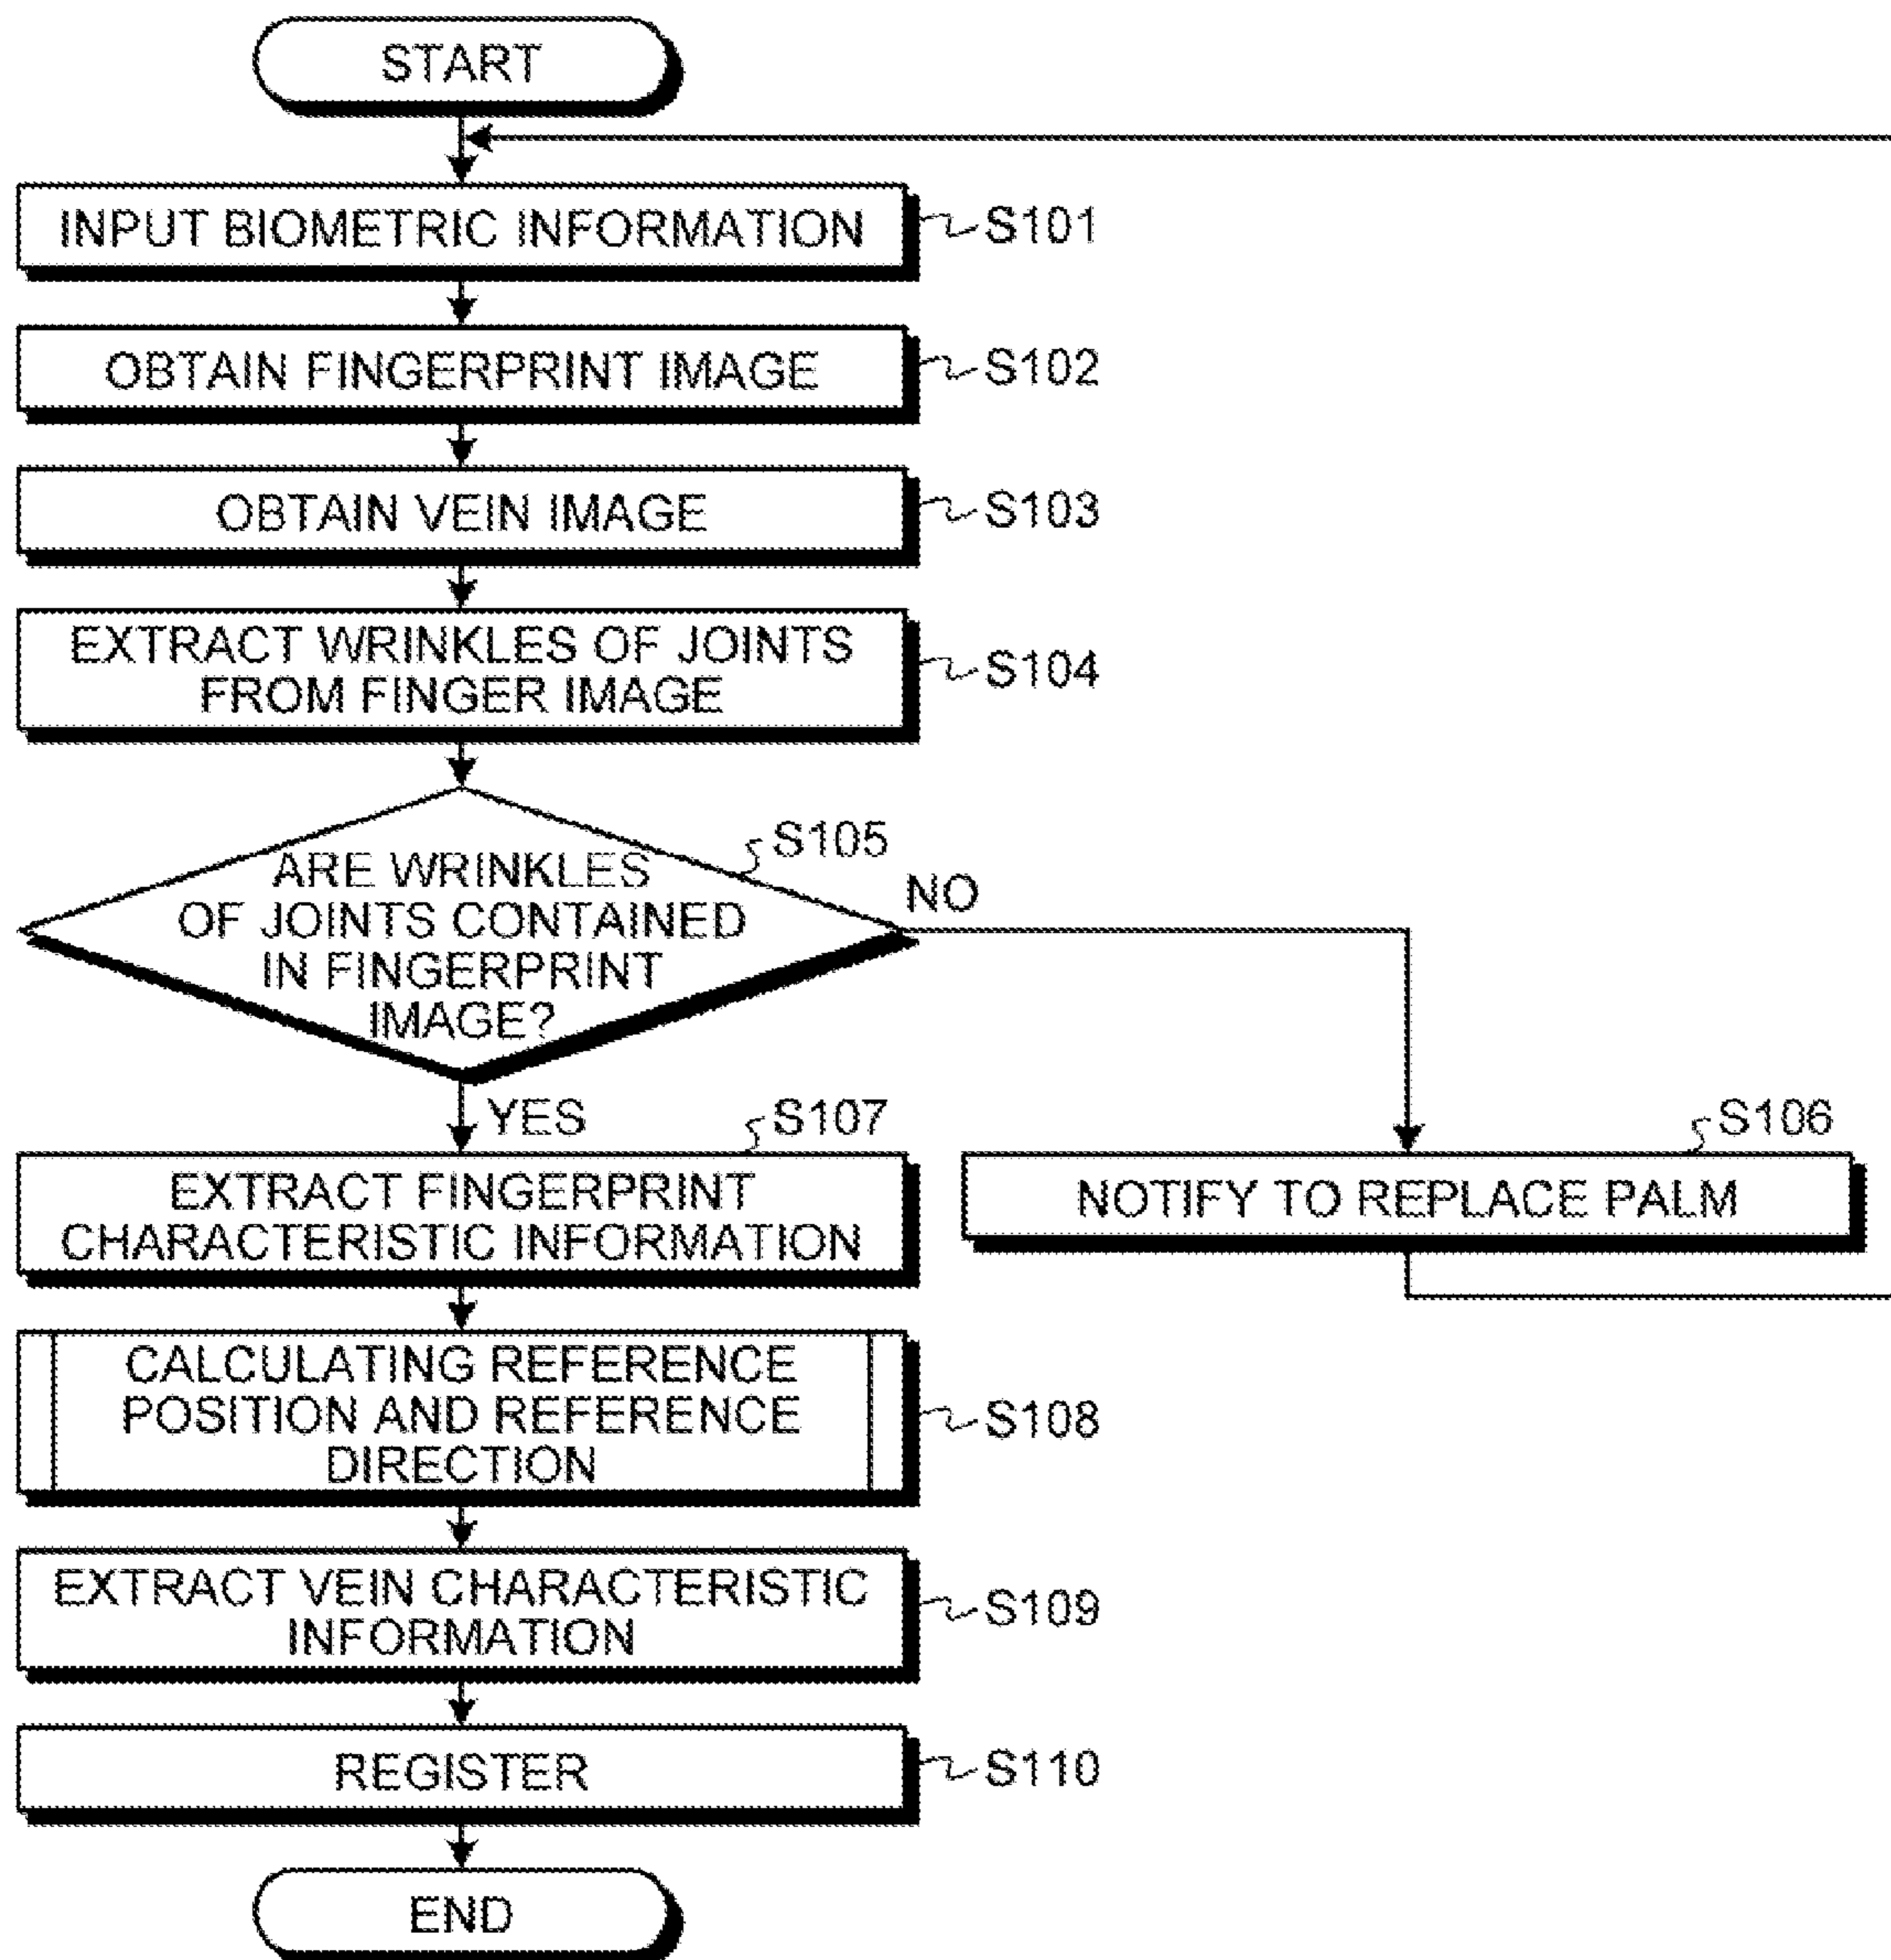 START
INPUT BIOMETRIC INFORMATION
S101
OBTAIN FINGERPRINT IMAGE
S102
OBTAIN VEIN IMAGE
S103
EXTRACT WRINKLES OF JOINTS
FROM FINGER IMAGE
S104
S105
ARE WRINKLES
OF JOINTS CONTAINED
IN FINGERPRINT
IMAGE?
NO
YES
S107
EXTRACT FINGERPRINT
CHARACTERISTIC INFORMATION
S106
NOTIFY TO REPLACE PALM
CALCULATING REFERENCE
POSITION AND REFERENCE
DIRECTION
S108
EXTRACT VEIN CHARACTERISTIC
INFORMATION
S109
REGISTER
S110
END